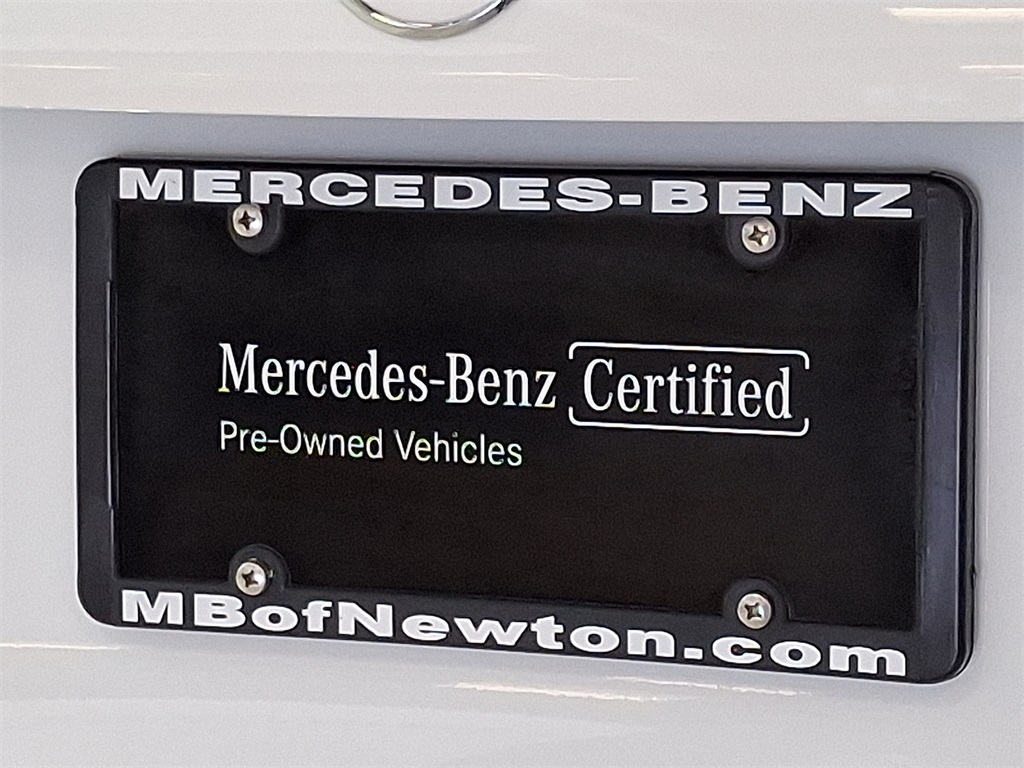 MERCEDES-BENZ
Mercedes-Benz Certified
Pre-Owned Vehicles
MBofNewton.com